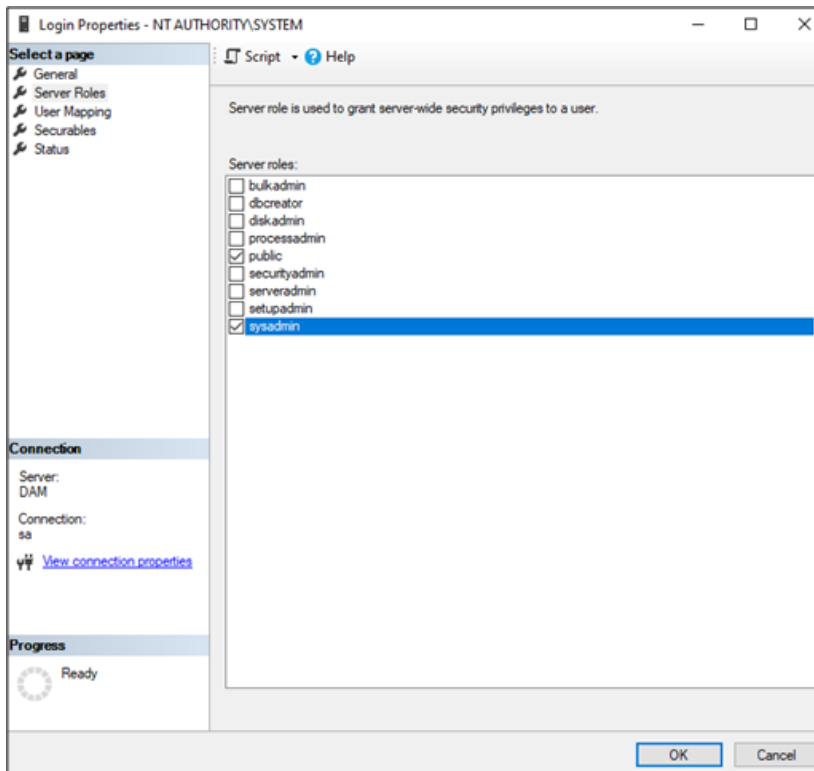 Login Properties - NT AUTHORITY\SYSTEM
Select a page
General
Server Roles
User Mapping
Securables
Status
Script
Help
Server role is used to grant server-wide security privileges to a user.
Server roles:
bulkadmin
dbcreator
diskadmin
processadmin
public
securityadmin
serveradmin
setupadmin
sysadmin
Connection
Server:
DAM
Connection:
sa
View connection properties
Progress
Ready
OK
Cancel